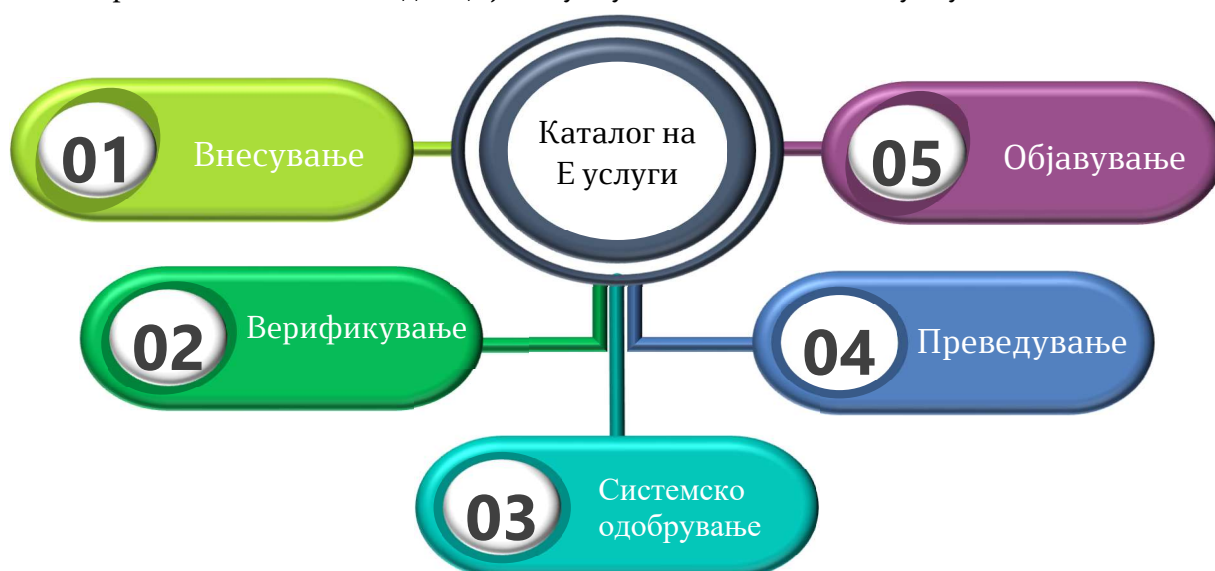 Каталог на
Е услуги
01
Внесување
02
Верификување
03
Системско
одобрување
04
Преведување
05
Објавување